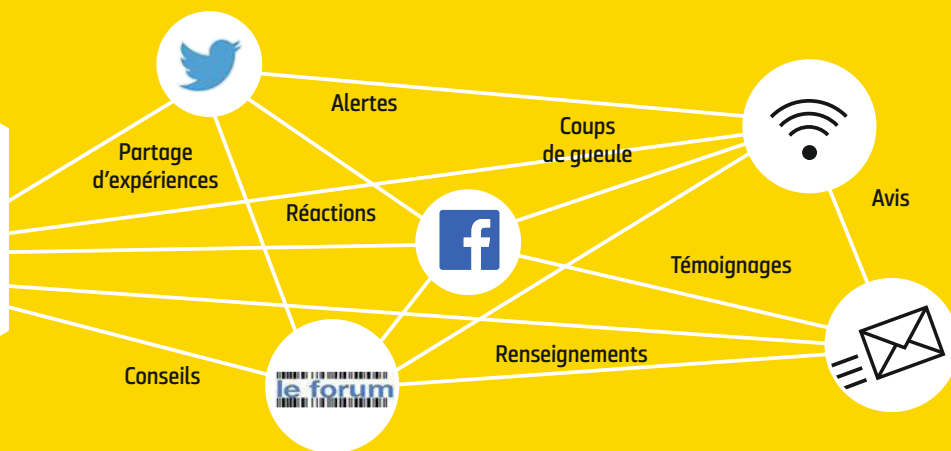 Alertes
Coups
de gueule
Partage
d'expériences
Avis
Réactions
Témoignages
Renseignements
Conseils
le forum